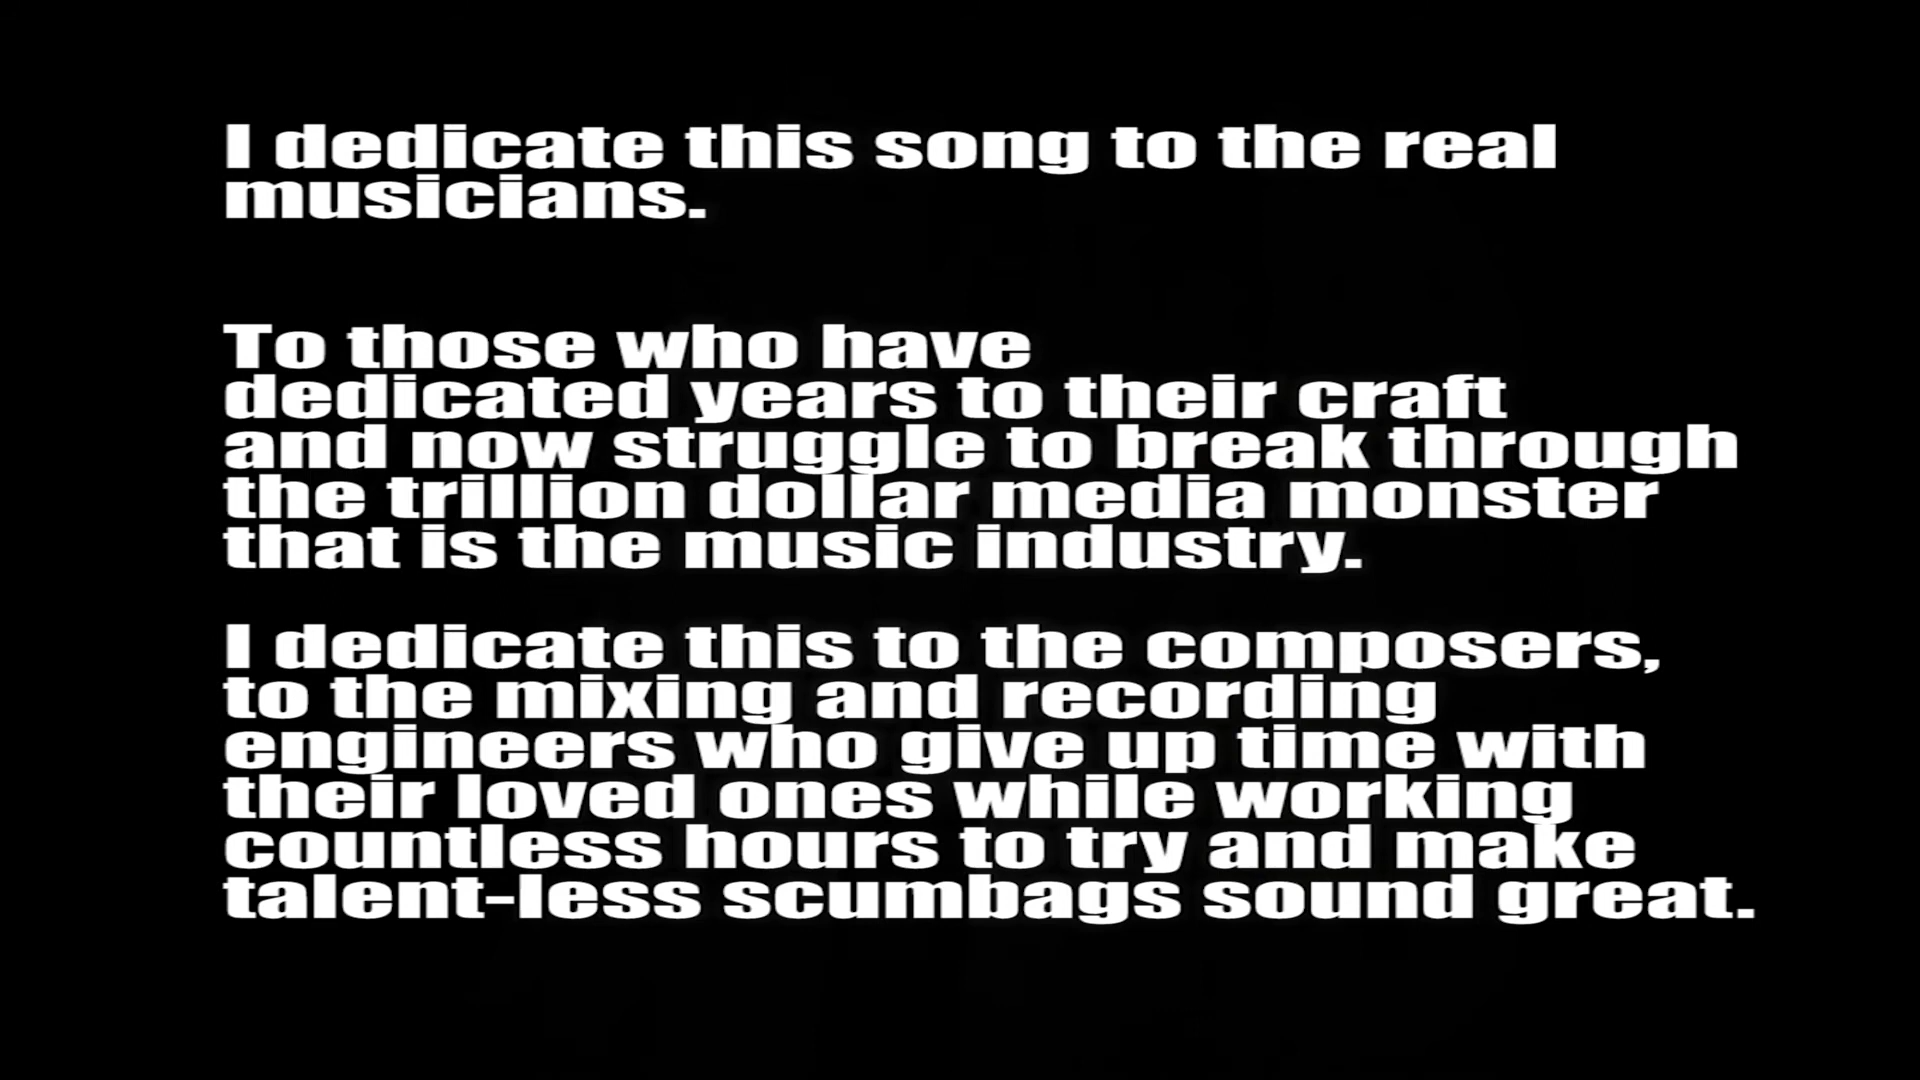 I dedicate this song to the real
musicians.
To those who have
dedicated years to their craft
and now struggle to break through
the trillion dollar media monster
that is the music industry.
I dedicate this to the composers,
to the mixing and recording
engineers who give up time with
their loved ones while working
countless hours to try and make
talent-less scumbags sound great.